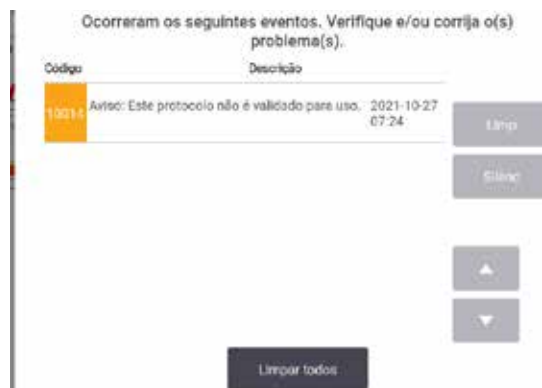 Ocorreram os seguintes eventos. Verifique e/ou corrija o(s)
problema(s).
Código Descrição
10014 Aviso: Este protocolo não é validado para uso. 2021-10-27
07:24
Limp
Silenc
Limpar todos